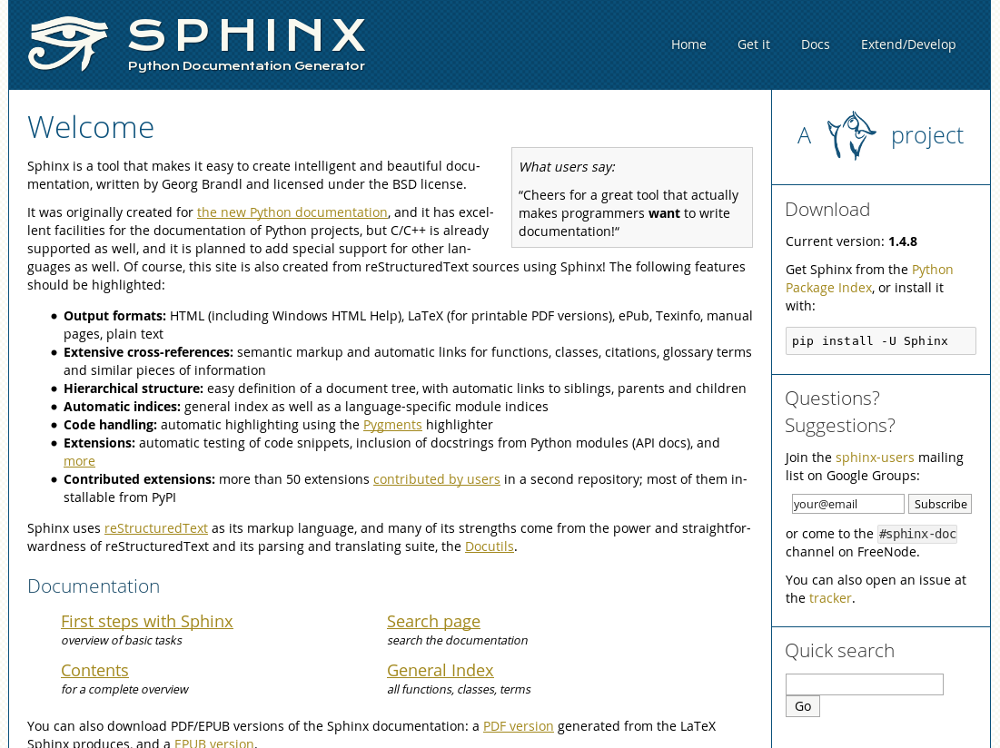 SPHINX
Python Documentation Generator
Home Get it Docs Extend/Develop
Welcome
Sphinx is a tool that makes it easy to create intelligent and beautiful docu-
mentation, written by Georg Brandl and licensed under the BSD license.
What users say:
“Cheers for a great tool that actually
makes programmers want to write
documentation!“
It was originally created for the new Python documentation, and it has excel-
lent facilities for the documentation of Python projects, but C/C++ is already
supported as well, and it is planned to add special support for other lan-
guages as well. Of course, this site is also created from reStructuredText sources using Sphinx! The following features
should be highlighted:
• Output formats: HTML (including Windows HTML Help), LaTeX (for printable PDF versions), ePub, Texinfo, manual
pages, plain text
• Extensive cross-references: semantic markup and automatic links for functions, classes, citations, glossary terms
and similar pieces of information
• Hierarchical structure: easy definition of a document tree, with automatic links to siblings, parents and children
• Automatic indices: general index as well as a language-specific module indices
• Code handling: automatic highlighting using the Pygments highlighter
• Extensions: automatic testing of code snippets, inclusion of docstrings from Python modules (API docs), and
more
• Contributed extensions: more than 50 extensions contributed by users in a second repository; most of them in-
stallable from PyPI
Sphinx uses reStructuredText as its markup language, and many of its strengths come from the power and straightfor-
wardness of reStructuredText and its parsing and translating suite, the Docutils.
Documentation
First steps with Sphinx
overview of basic tasks
Search page
search the documentation
Contents
for a complete overview
General Index
all functions, classes, terms
You can also download PDF/EPUB versions of the Sphinx documentation: a PDF version generated from the LaTeX
Sphinx produces, and a EPUB version.
A project
Download
Current version: 1.4.8
Get Sphinx from the Python
Package Index, or install it
with:
pip install -U Sphinx
Questions?
Suggestions?
Join the sphinx-users mailing
list on Google Groups:
your@email Subscribe
or come to the #sphinx-doc
channel on FreeNode.
You can also open an issue at
the tracker.
Quick search
Go